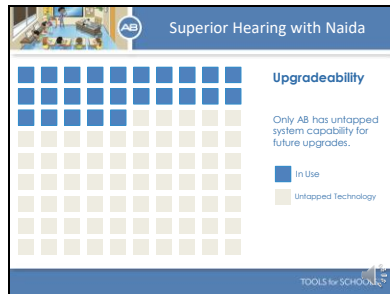 AB
Superior Hearing with Naida
Upgradeability
Only AB has untapped
system capability for
future upgrades.
In Use
Untapped Technology
TOOLS for SCHOOLS